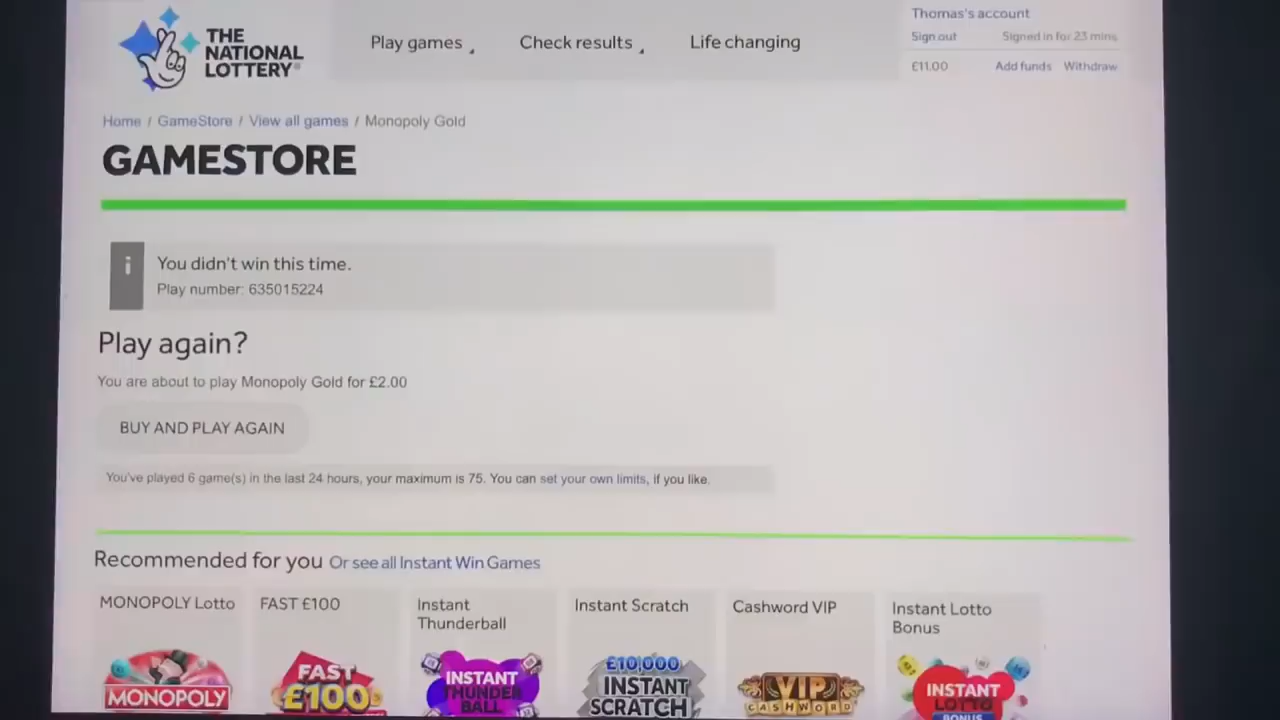 THE
NATIONAL
LOTTERY®
Play games
Check results
Life changing
Thomas's account
Sign out
Signed in for 23 mins
£11.00
Add funds
Withdraw
Home / GameStore / View all games / Monopoly Gold
GAMESTORE
i
You didn't win this time.
Play number: 635015224
Play again?
You are about to play Monopoly Gold for £2.00
BUY AND PLAY AGAIN
You've played 6 game(s) in the last 24 hours, your maximum is 75. You can set your own limits, if you like.
Recommended for you Or see all Instant Win Games
MONOPOLY Lotto
FAST £100
Instant
Thunderball
Instant Scratch
Cashword VIP
Instant Lotto
Bonus
MONOPOLY
FAST
£100
INSTANT
THUNDER
BALL
£10,000
INSTANT
SCRATCH
VIP
CASHWORD
INSTANT
LOTTO
BONUS